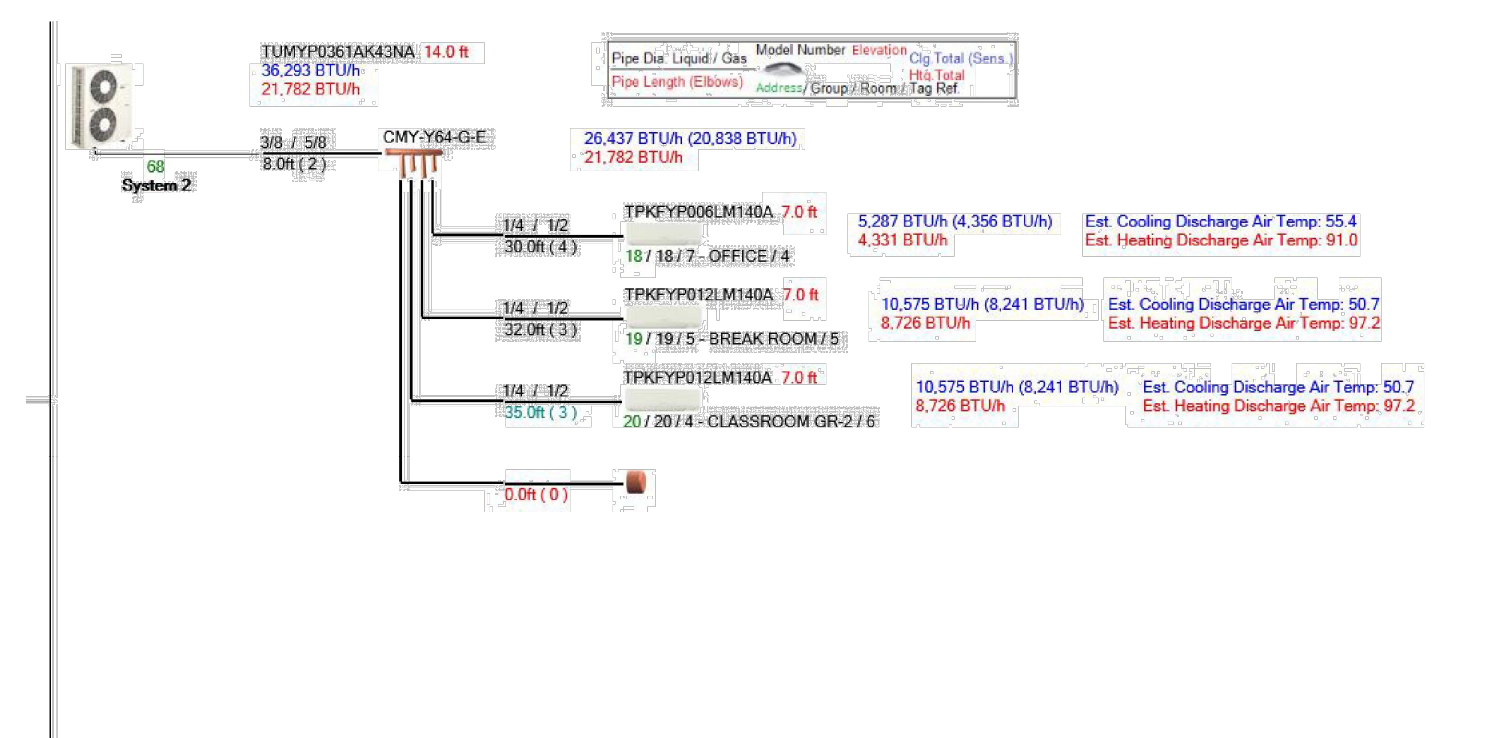 TUMYP0361AK43NA 14.0 ft
36,293 BTU/h
21,782 BTU/h
Pipe Dia. Liquid / Gas
Pipe Length (Elbows)
Model Number Elevation
Clg.Total (Sens.)
Htg.Total
Address / Group / Room / Tag Ref.
68
System 2
3/8 / 5/8
8.0ft ( 2 )
CMY-Y64-G-E
26,437 BTU/h (20,838 BTU/h)
21,782 BTU/h
1/4 / 1/2
30.0ft ( 4 )
TPKFYP006LM140A 7.0 ft
18 / 18 / 7 - OFFICE / 4
5,287 BTU/h (4,356 BTU/h)
4,331 BTU/h
Est. Cooling Discharge Air Temp: 55.4
Est. Heating Discharge Air Temp: 91.0
1/4 / 1/2
32.0ft ( 3 )
TPKFYP012LM140A 7.0 ft
19 / 19 / 5 - BREAK ROOM / 5
10,575 BTU/h (8,241 BTU/h)
8,726 BTU/h
Est. Cooling Discharge Air Temp: 50.7
Est. Heating Discharge Air Temp: 97.2
1/4 / 1/2
35.0ft ( 3 )
TPKFYP012LM140A 7.0 ft
20 / 20 / 4 - CLASSROOM GR-2 / 6
10,575 BTU/h (8,241 BTU/h)
8,726 BTU/h
Est. Cooling Discharge Air Temp: 50.7
Est. Heating Discharge Air Temp: 97.2
0.0ft ( 0 )